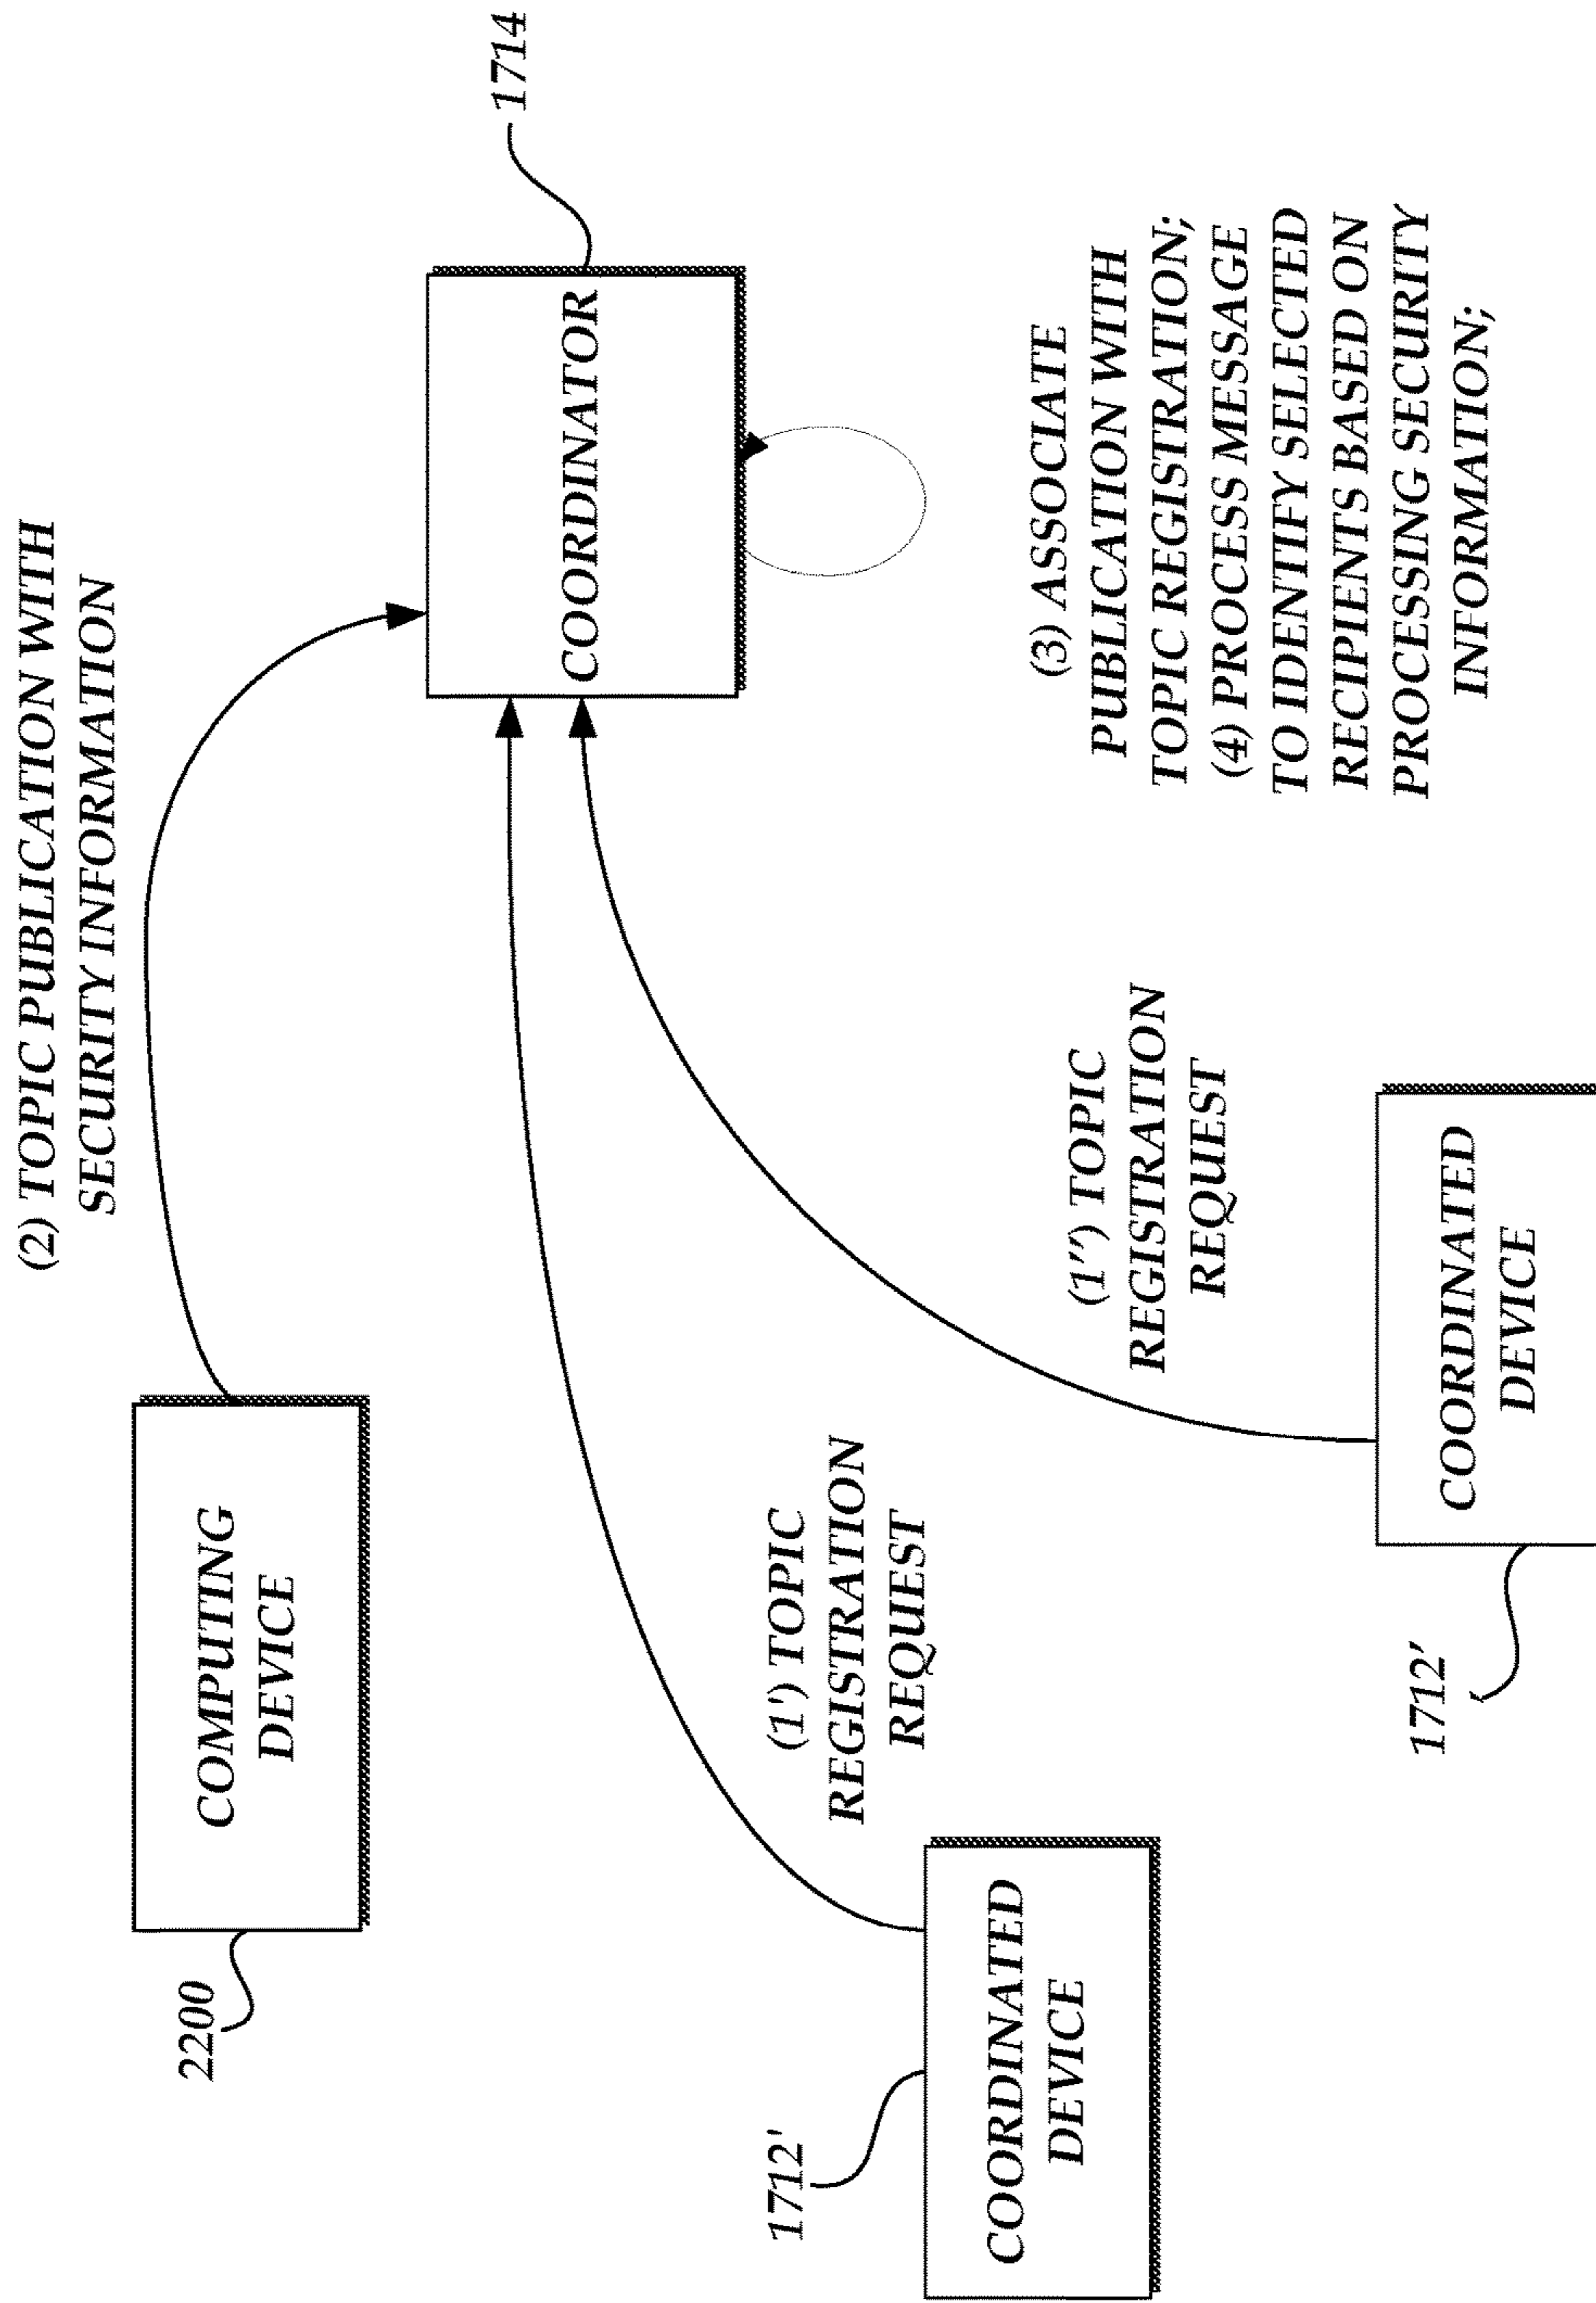 (2) TOPIC PUBLICATION WITH
SECURITY INFORMATION
COMPUTING
DEVICE
2200
COORDINATOR
1714
(1') TOPIC
REGISTRATION
REQUEST
(1″) TOPIC
REGISTRATION
REQUEST
(3) ASSOCIATE
PUBLICATION WITH
TOPIC REGISTRATION;
(4) PROCESS MESSAGE
TO IDENTIFY SELECTED
RECIPIENTS BASED ON
PROCESSING SECURITY
INFORMATION;
1712'
COORDINATED
DEVICE
1712′
COORDINATED
DEVICE